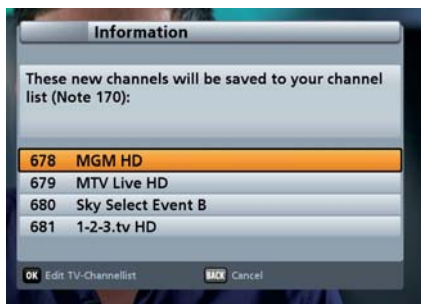 Information
These new channels will be saved to your channel
list (Note 170):
678 MGM HD
679 MTV Live HD
680 Sky Select Event B
681 1-2-3.tv HD
OK Edit TV-Channellist BACK Cancel